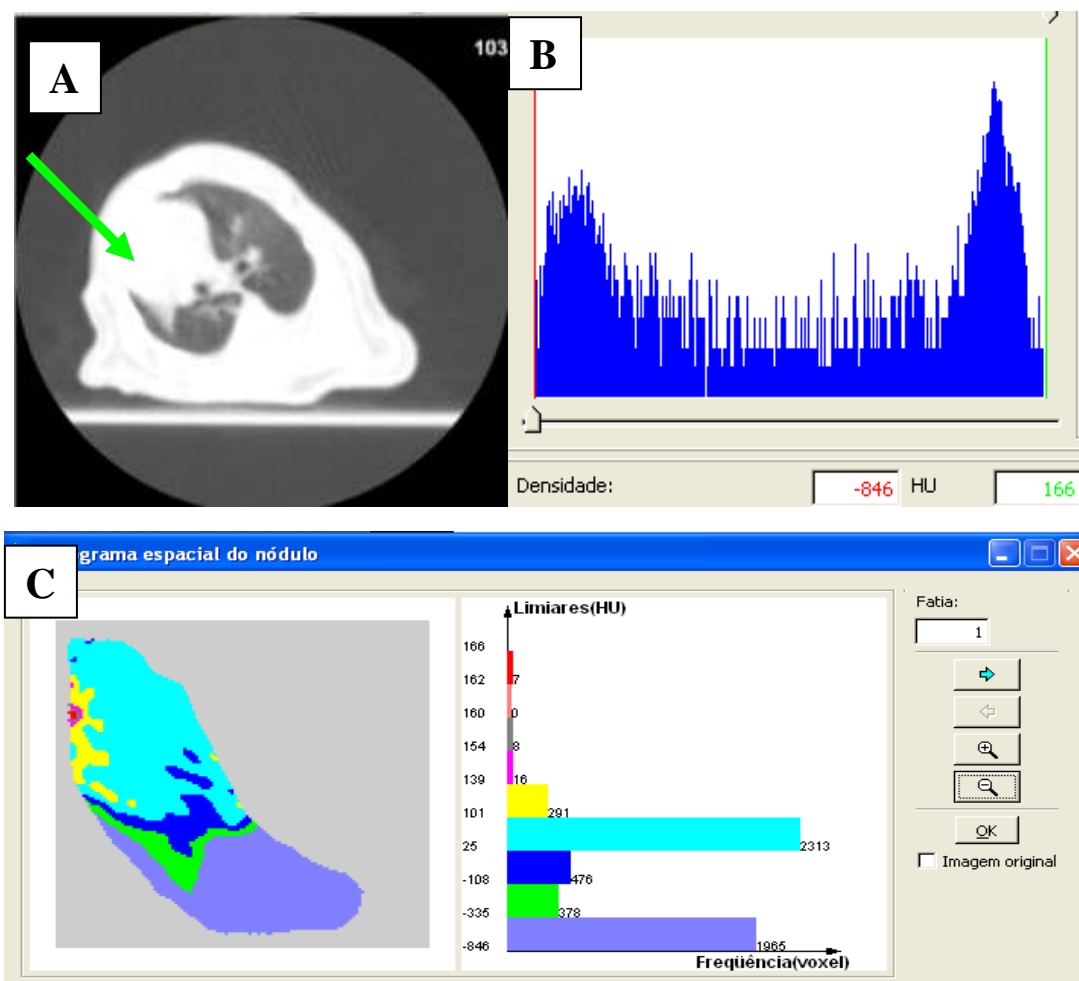 A
103
B
Densidade:
-846
HU
166
C
grama espacial do nódulo
Limiares(HU)
166
162
7
160
0
154
8
139
16
101
291
25
2313
-108
476
-335
378
-846
1965
Freqüência(voxel)
Fatia:
1
OK
Imagem original